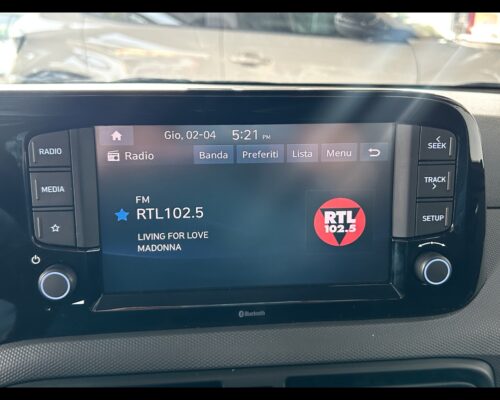 Gio, 02-04 5:21 PM
Radio Banda Preferiti Lista Menu
RADIO
MEDIA
SEEK
TRACK
SETUP
FM
RTL102.5
LIVING FOR LOVE
MADONNA
RTL
102.5
Bluetooth